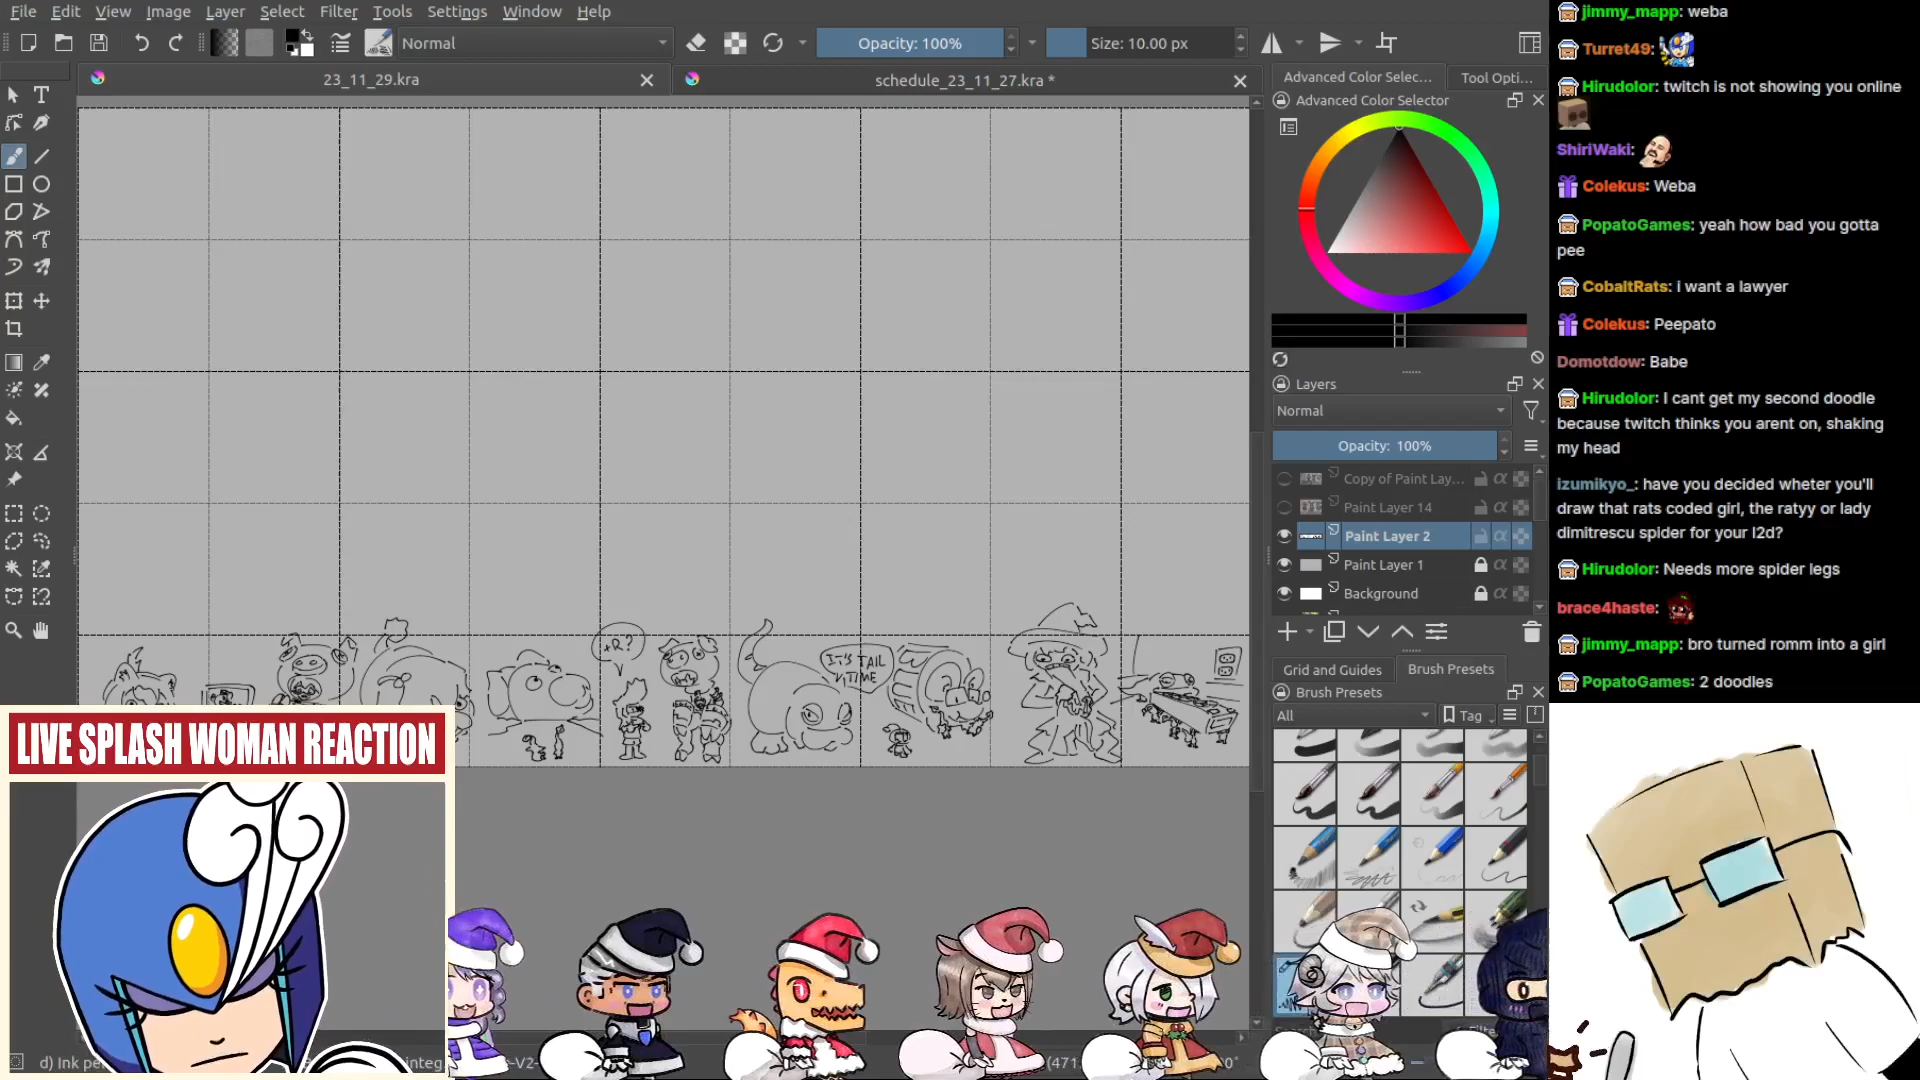 File Edit View Image Layer Select Filter Tools Settings Window Help
Normal
Opacity: 100%
Size: 10.00 px
23_11_29.kra
schedule_23_11_27.kra *
Advanced Color Selec...
Tool Opti...
Advanced Color Selector
Layers
Normal
Opacity: 100%
Copy of Paint Lay...
Paint Layer 14
Paint Layer 2
Paint Layer 1
Background
Grid and Guides
Brush Presets
Brush Presets
All
Tag
+R?
IT'S TAIL
TIME
LIVE SPLASH WOMAN REACTION
d) Ink pe
integ.
-V2-
(471
jimmy_mapp: weba
Turret49:
Hirudolor: twitch is not showing you online
ShiriWaki:
Colekus: Weba
PopatoGames: yeah how bad you gotta
pee
CobaltRats: i want a lawyer
Colekus: Peepato
Domotdow: Babe
Hirudolor: I cant get my second doodle
because twitch thinks you arent on, shaking
my head
izumikyo_: have you decided wheter you'll
draw that rats coded girl, the ratyy or lady
dimitrescu spider for your l2d?
Hirudolor: Needs more spider legs
brace4haste:
jimmy_mapp: bro turned romm into a girl
PopatoGames: 2 doodles